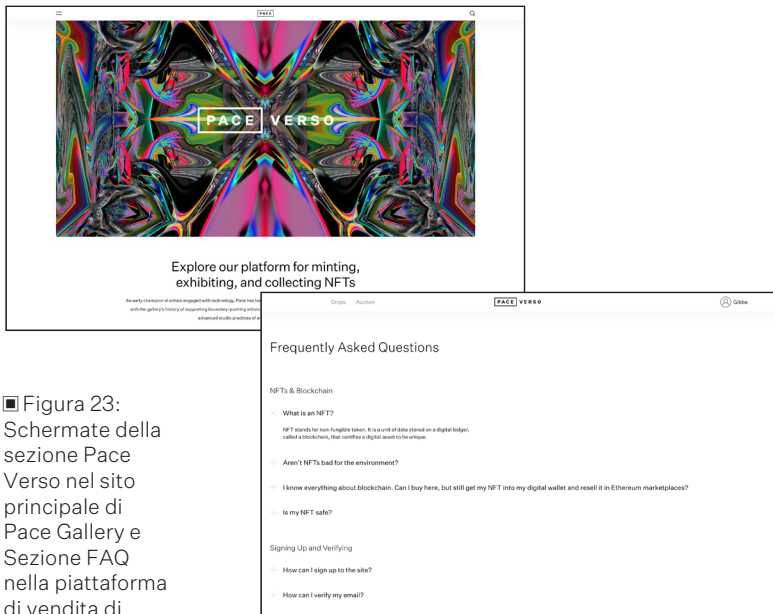 PACE
PACE VERSO
Explore our platform for minting,
exhibiting, and collecting NFTs
An early champion of artists engaged with technology, Pace has
with the gallery's history of supporting boundary-pushing artists
advanced studio practices of
Drops Auction PACE VERSO Gibba
Frequently Asked Questions
NFTs & Blockchain
What is an NFT?
NFT stands for non-fungible token. It is a unit of data stored on a digital ledger,
called a blockchain, that certifies a digital asset to be unique.
Aren't NFTs bad for the environment?
I know everything about blockchain. Can I buy here, but still get my NFT into my digital wallet and resell it in Ethereum marketplaces?
Is my NFT safe?
Signing Up and Verifying
How can I sign up to the site?
How can I verify my email?
Figura 23:
Schermate della
sezione Pace
Verso nel sito
principale di
Pace Gallery e
Sezione FAQ
nella piattaforma
di vendita di